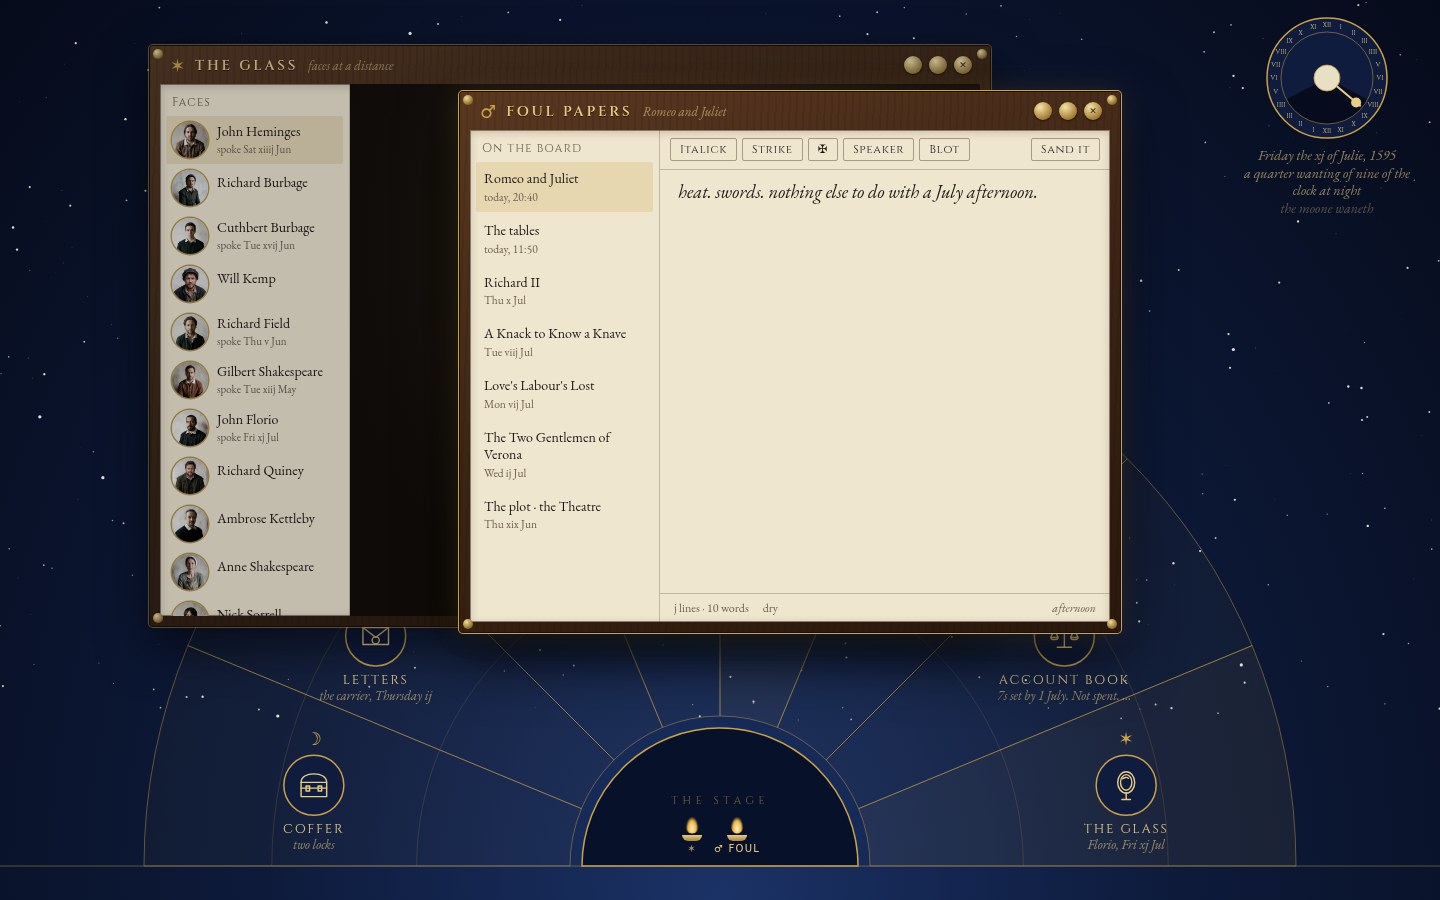 ✶ THE GLASS faces at a distance
FACES
John Heminges
spoke Sat xiiij Jun
Richard Burbage
Cuthbert Burbage
spoke Tue xvij Jun
Will Kemp
Richard Field
spoke Thu v Jun
Gilbert Shakespeare
spoke Tue xiij May
John Florio
spoke Fri xj Jul
Richard Quiney
Ambrose Kettleby
Anne Shakespeare
Nick Sorrell
♂ FOUL PAPERS Romeo and Juliet
ON THE BOARD
Romeo and Juliet
today, 20:40
The tables
today, 11:50
Richard II
Thu x Jul
A Knack to Know a Knave
Tue viij Jul
Love's Labour's Lost
Mon vij Jul
The Two Gentlemen of
Verona
Wed ij Jul
The plot · the Theatre
Thu xix Jun
ITALICK STRIKE ✠ SPEAKER BLOT SAND IT
heat. swords. nothing else to do with a July afternoon.
j lines · 10 words dry afternoon
Friday the xj of Julie, 1595
a quarter wanting of nine of the
clock at night
the moone waneth
LETTERS
the carrier, Thursday ij
ACCOUNT BOOK
7s set by 1 July. Not spent. …
COFFER
two locks
THE STAGE
✶ ♂ FOUL
THE GLASS
Florio, Fri xj Jul